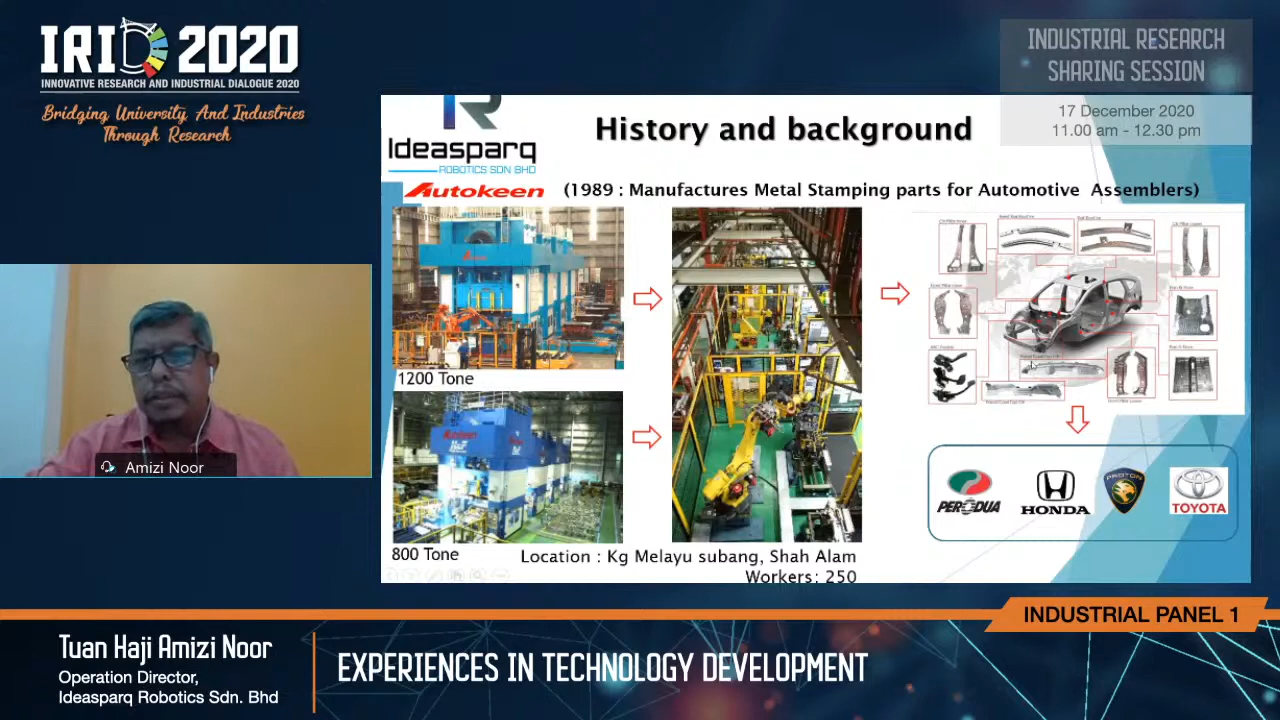 IRID 2020
INNOVATIVE RESEARCH AND INDUSTRIAL DIALOGUE 2020
Bridging University And Industries
Through Research
INDUSTRIAL RESEARCH
SHARING SESSION
17 December 2020
11.00 am - 12.30 pm
Ideasparq
ROBOTICS SDN BHD
History and background
Autokeen
(1989 : Manufactures Metal Stamping parts for Automotive Assemblers)
1200 Tone
Autokeen
800 Tone
Location : Kg Melayu subang, Shah Alam
Workers: 250
PERODUA
HONDA
PROTON
TOYOTA
Amizi Noor
INDUSTRIAL PANEL 1
Tuan Haji Amizi Noor
Operation Director,
Ideasparq Robotics Sdn. Bhd
EXPERIENCES IN TECHNOLOGY DEVELOPMENT